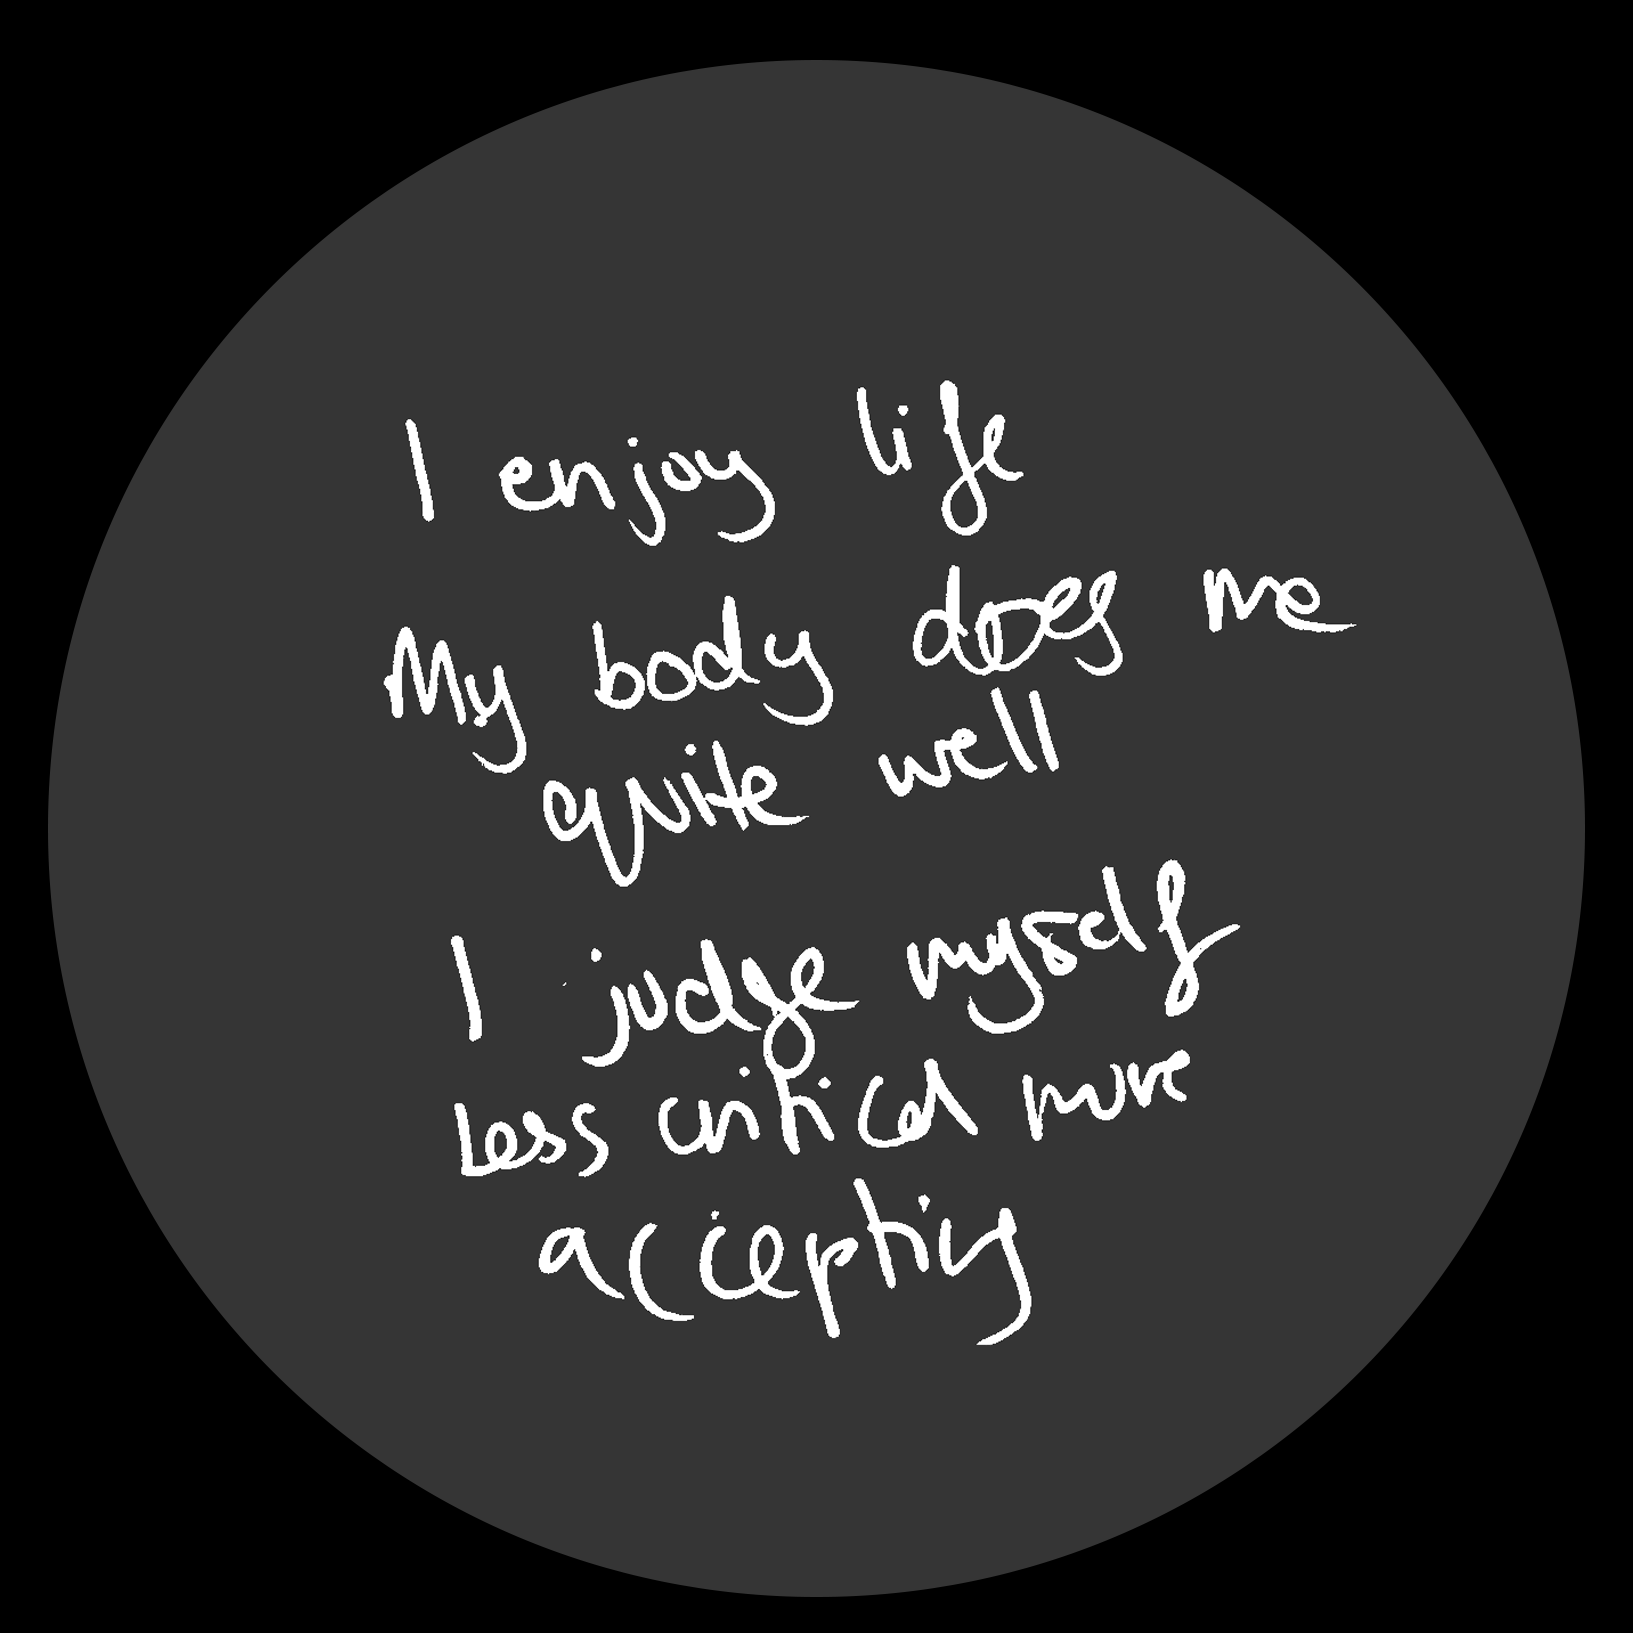 I enjoy life
My body does me
quite well
I judge myself
less critical more
accepting